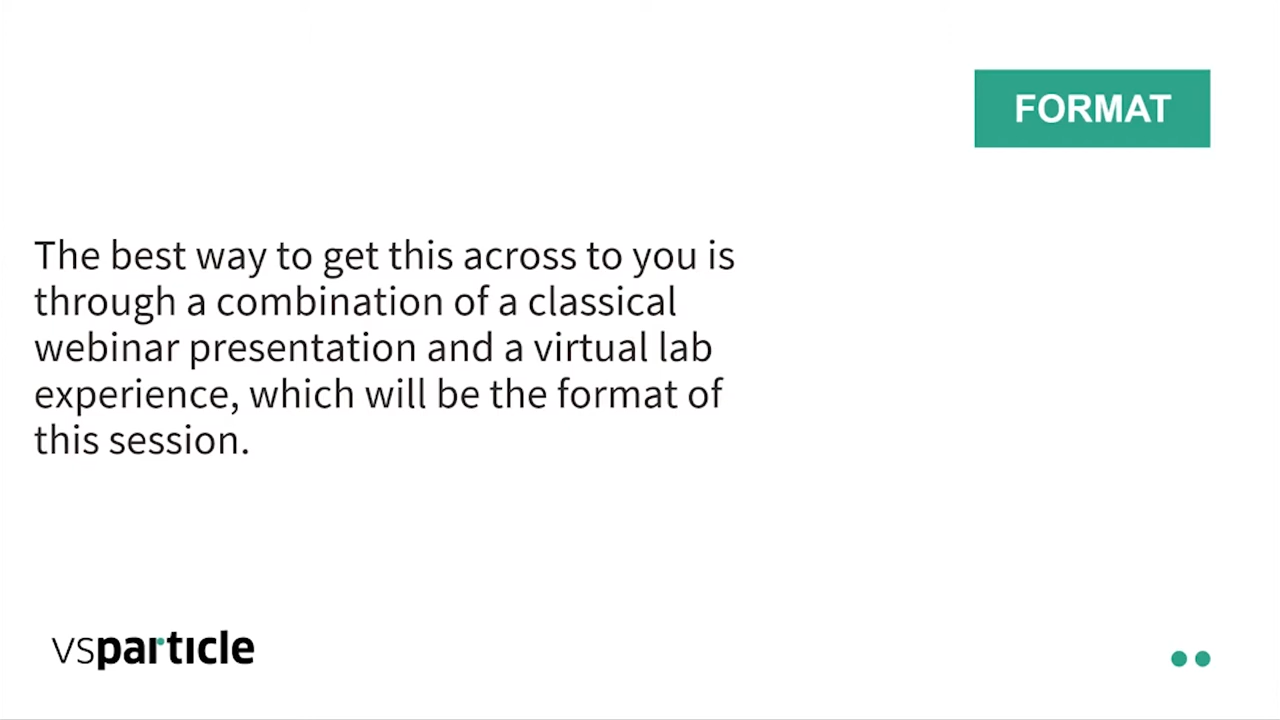 FORMAT
The best way to get this across to you is
through a combination of a classical
webinar presentation and a virtual lab
experience, which will be the format of
this session.
vsparticle